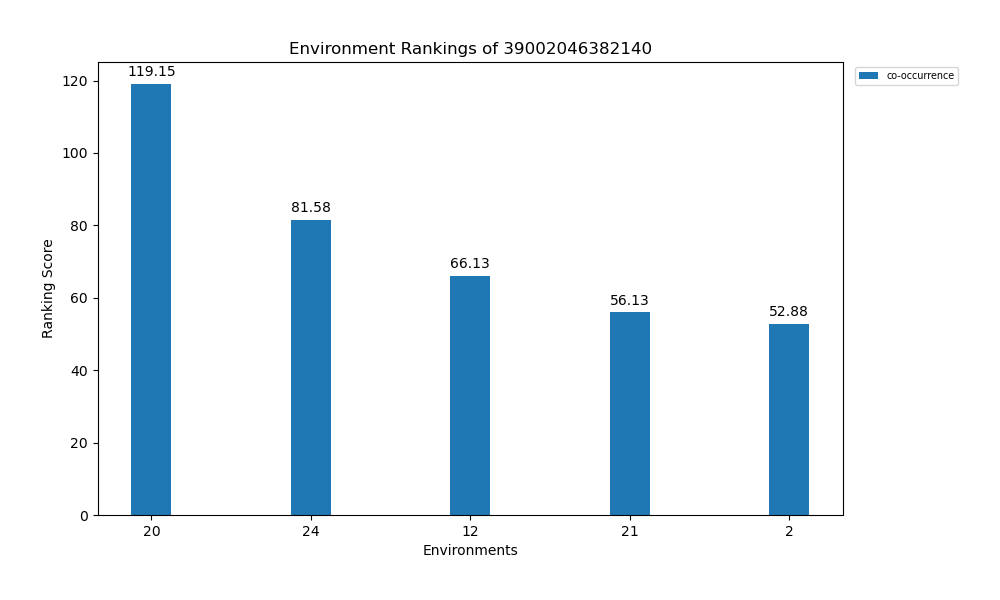 Environment Rankings of 39002046382140
co-occurrence
119.15
81.58
66.13
56.13
52.88
120
100
80
60
40
20
0
Ranking Score
20 24 12 21 2
Environments